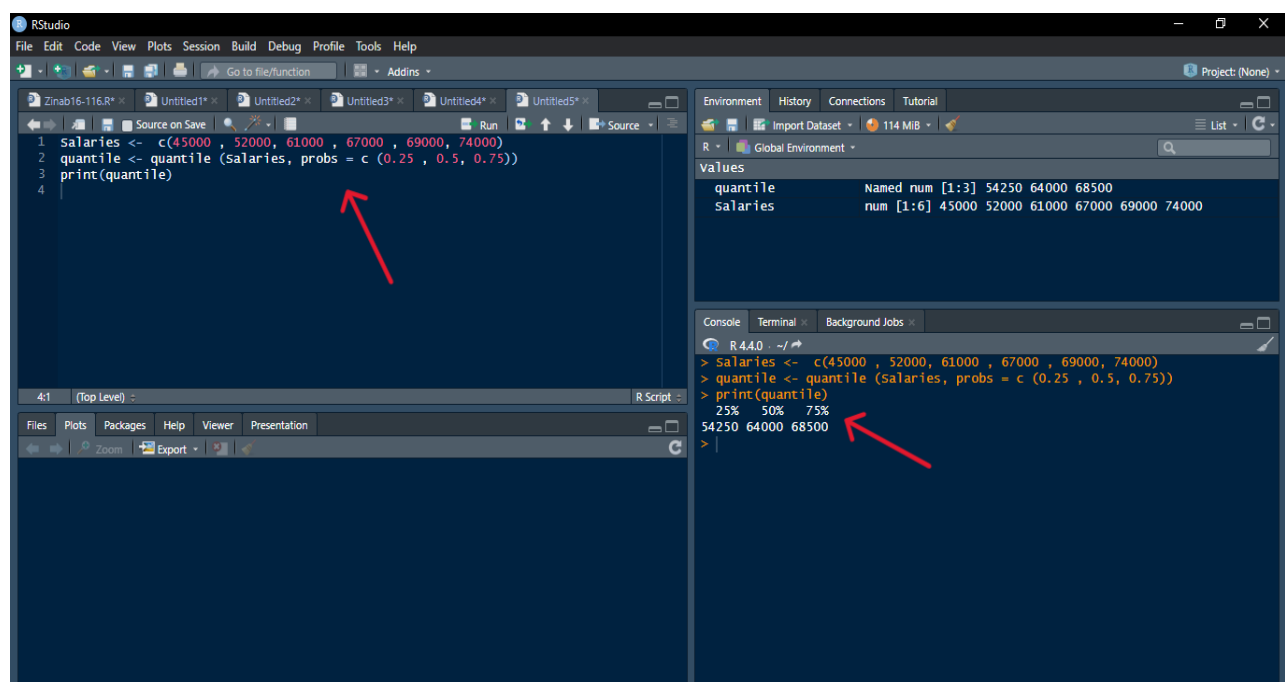 RStudio
File Edit Code View Plots Session Build Debug Profile Tools Help
Go to file/function Addins Project: (None)
Zinab16-116.R* Untitled1* Untitled2* Untitled3* Untitled4* Untitled5*
Source on Save Run Source
1 Salaries <- c(45000 , 52000, 61000 , 67000 , 69000, 74000)
2 quantile <- quantile (Salaries, probs = c (0.25 , 0.5, 0.75))
3 print(quantile)
4
4:1 (Top Level) R Script
Files Plots Packages Help Viewer Presentation
Zoom Export
Environment History Connections Tutorial
Import Dataset 114 MiB List
R Global Environment
Values
quantile Named num [1:3] 54250 64000 68500
Salaries num [1:6] 45000 52000 61000 67000 69000 74000
Console Terminal Background Jobs
R 4.4.0 · ~/
> Salaries <- c(45000 , 52000, 61000 , 67000 , 69000, 74000)
> quantile <- quantile (Salaries, probs = c (0.25 , 0.5, 0.75))
> print(quantile)
25% 50% 75%
54250 64000 68500
>